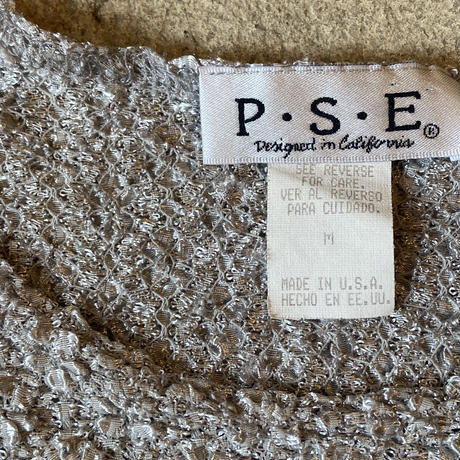 P·S·E®
Designed in California
SEE REVERSE
FOR CARE.
VER AL REVERSO
PARA CUIDADO.
M
MADE IN U.S.A.
HECHO EN EE.UU.